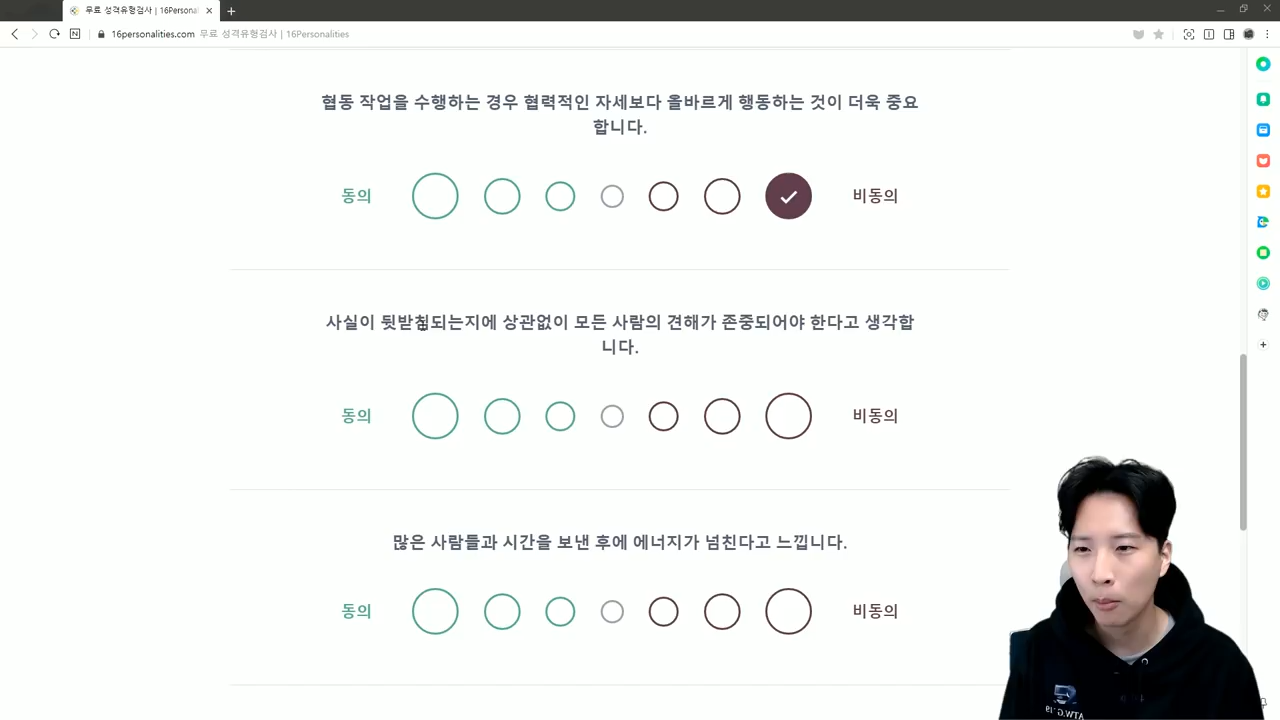 무료 성격유형검사 | 16Persona
16personalities.com 무료 성격유형검사 | 16Personalities
협동 작업을 수행하는 경우 협력적인 자세보다 올바르게 행동하는 것이 더욱 중요
합니다.
동의
비동의
사실이 뒷받침되는지에 상관없이 모든 사람의 견해가 존중되어야 한다고 생각합
니다.
동의
비동의
많은 사람들과 시간을 보낸 후에 에너지가 넘친다고 느낍니다.
동의
비동의